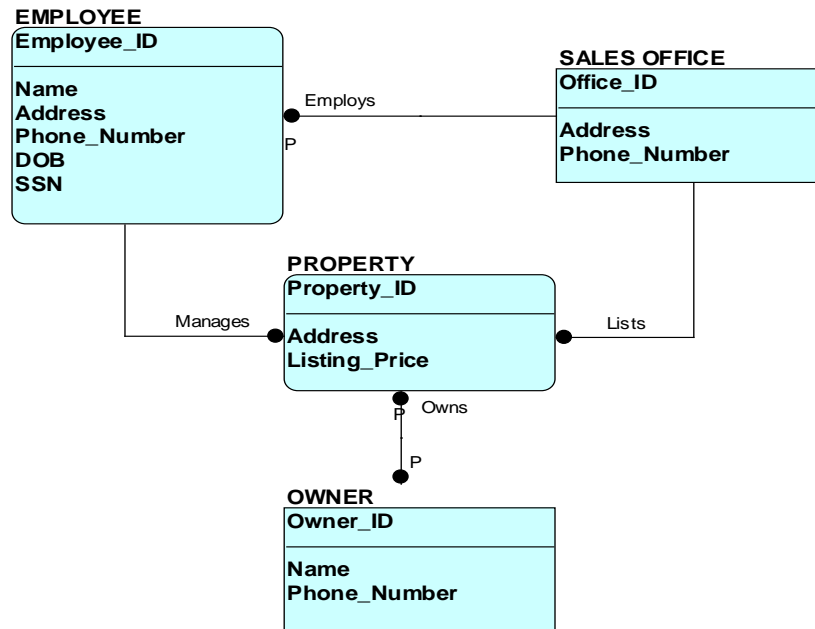 EMPLOYEE
Employee_ID
Name
Address
Phone_Number
DOB
SSN
Employs
P
SALES OFFICE
Office_ID
Address
Phone_Number
Manages
PROPERTY
Property_ID
Address
Listing_Price
Lists
P
Owns
P
OWNER
Owner_ID
Name
Phone_Number